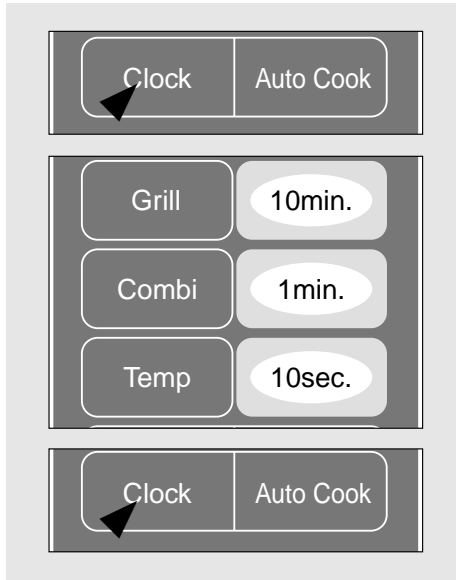 Clock Auto Cook
Grill 10min.
Combi 1min.
Temp 10sec.
Clock Auto Cook